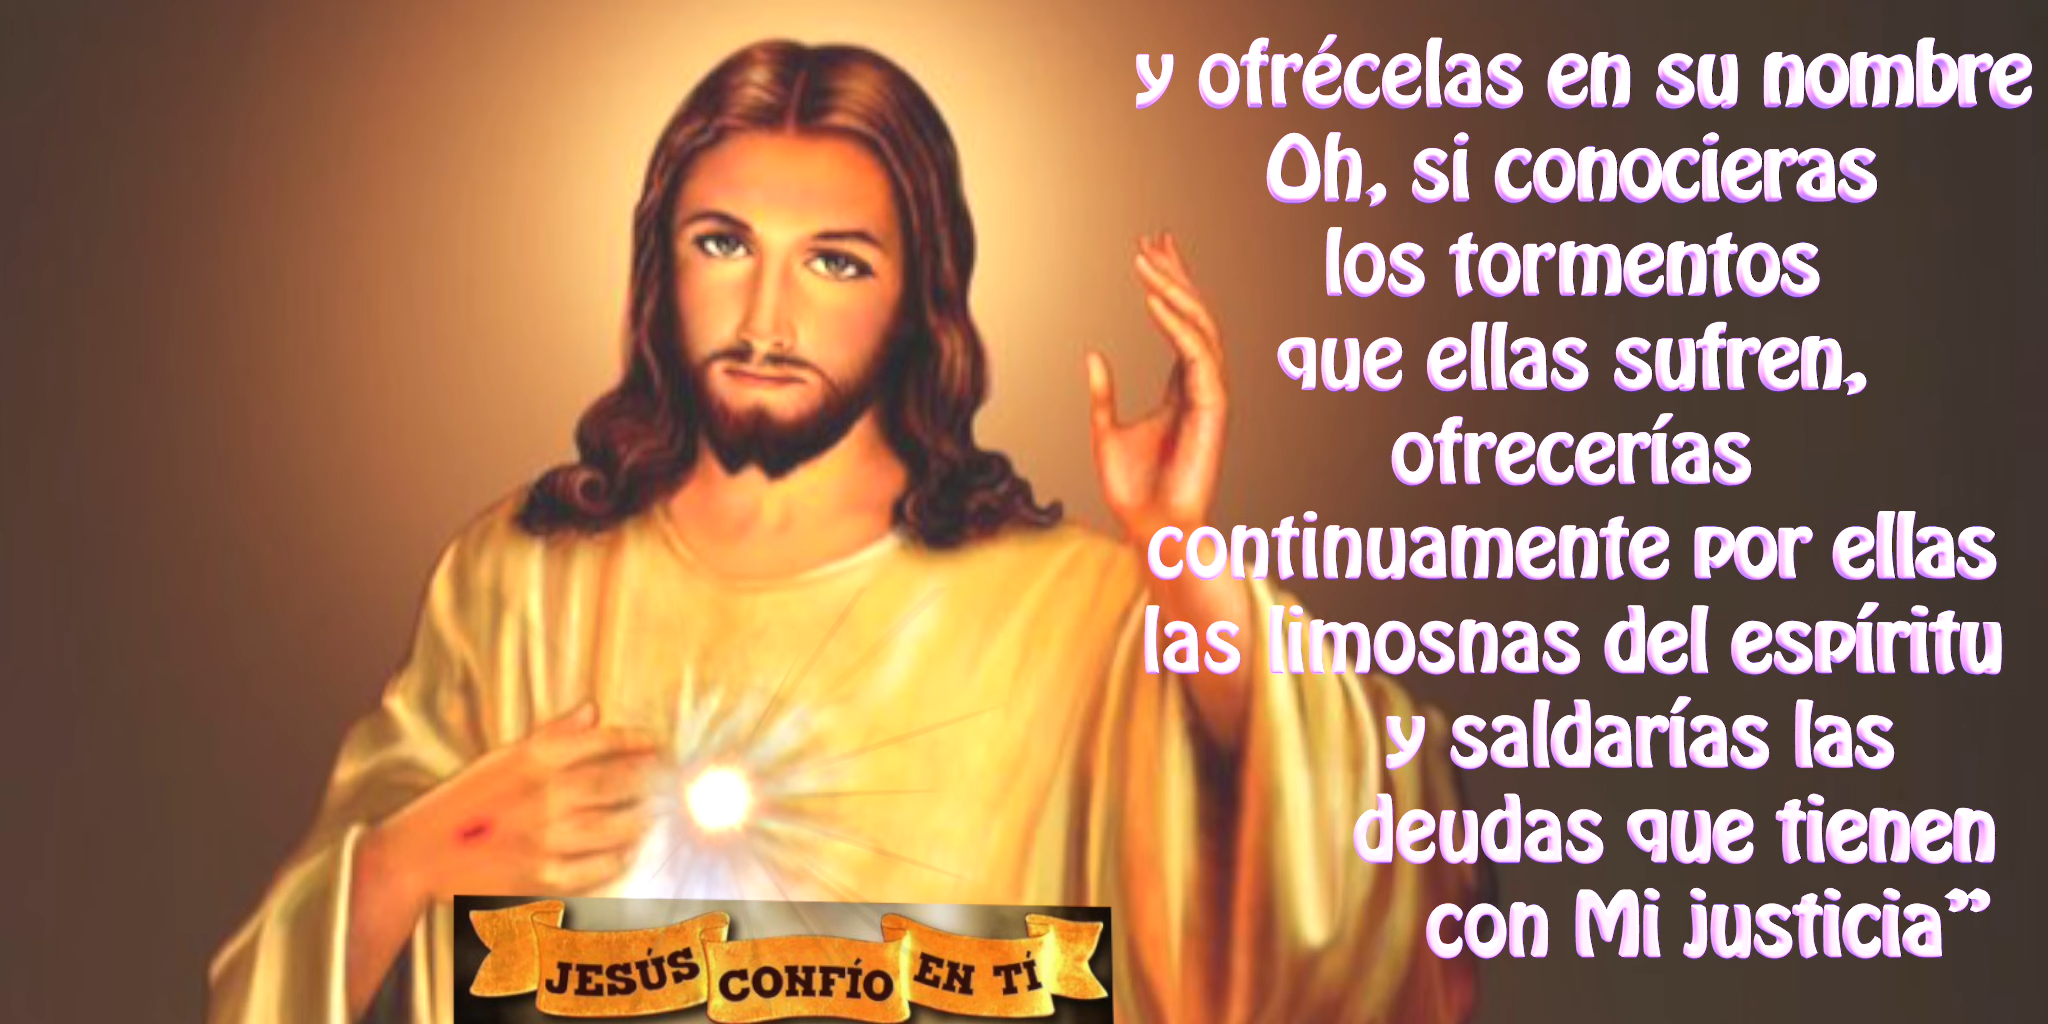 y ofrécelas en su nombre
Oh, si conocieras
los tormentos
que ellas sufren,
ofrecerías
continuamente por ellas
las limosnas del espíritu
y saldarías las
deudas que tienen
con Mi justicia”
JESÚS CONFÍO EN TÍ